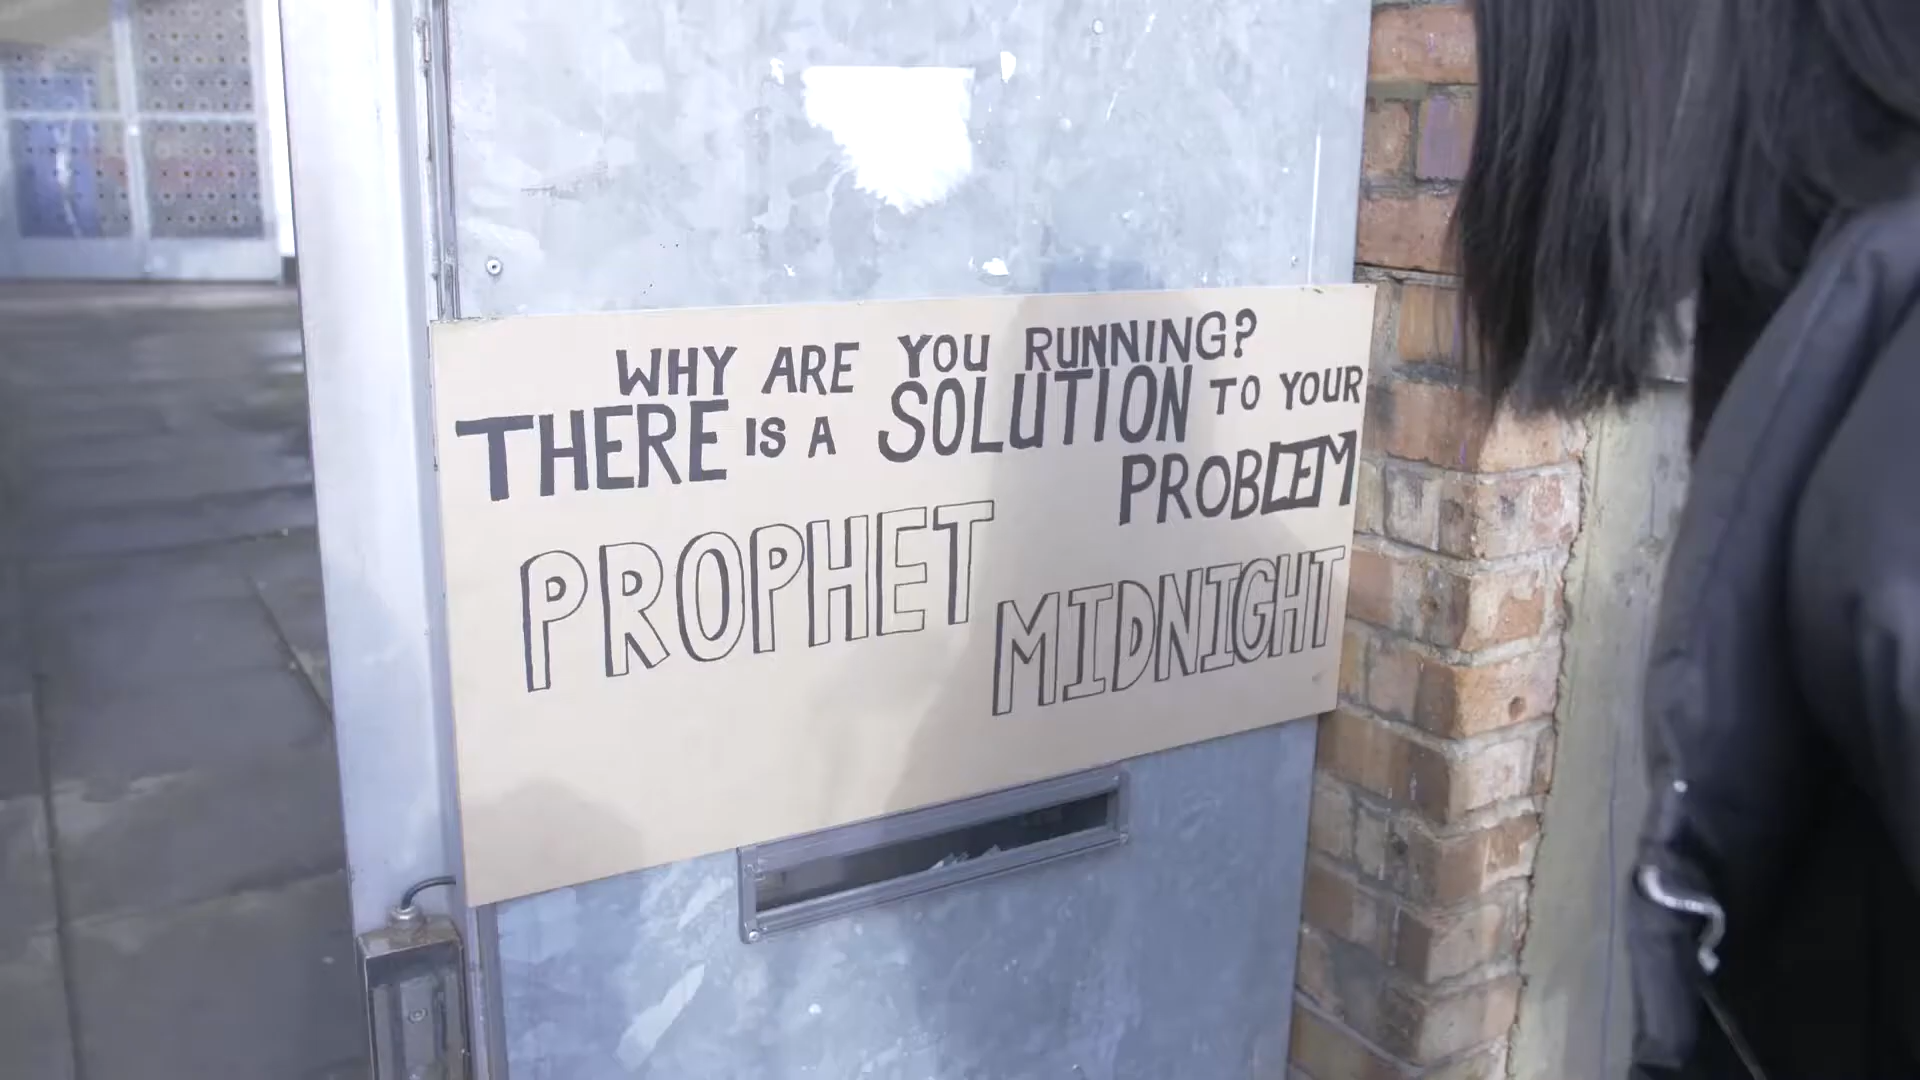 WHY ARE YOU RUNNING?
THERE IS A SOLUTION TO YOUR
PROBLEM
PROPHET
MIDNIGHT